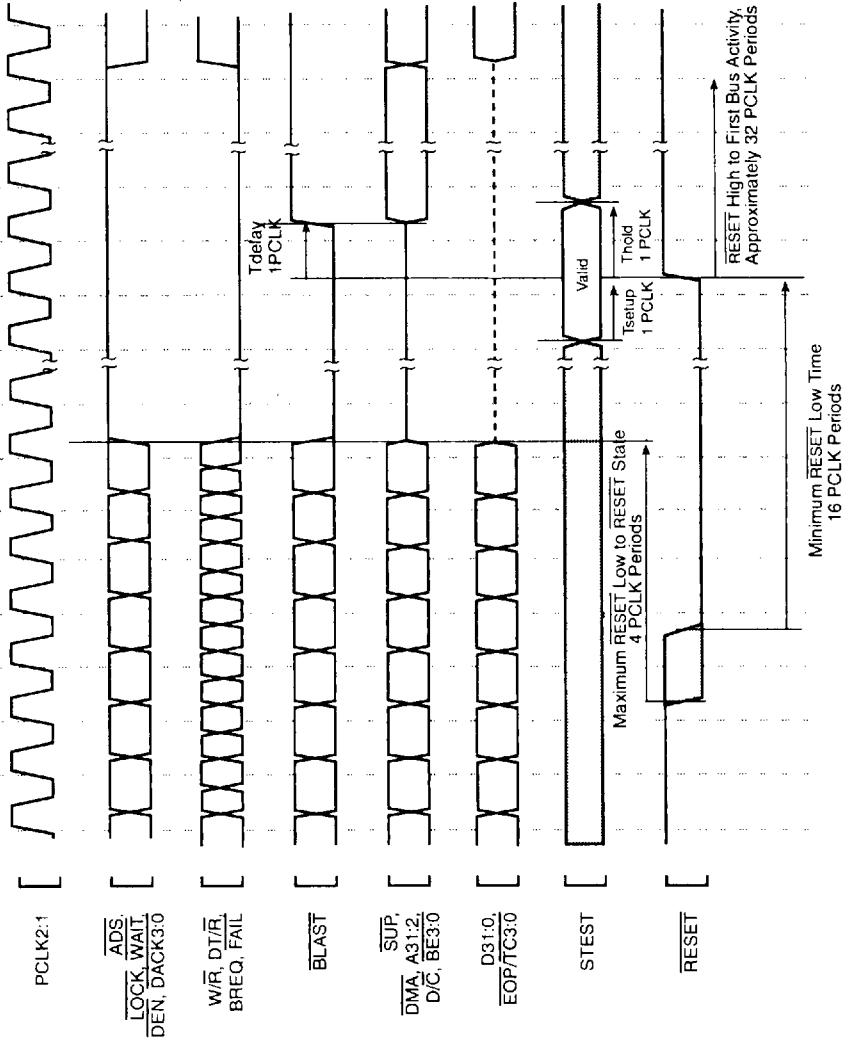 PCLK2:1
ADS,
LOCK, WAIT,
DEN, DACK3:0
W/R, DT/R,
BREQ, FAIL
BLAST
SUP,
DMA, A31:2,
D/C, BE3:0
D31:0,
EOP/TC3:0
STEST
RESET
Tdelay
1PCLK
Valid
Tsetup
1 PCLK
Thold
1 PCLK
Maximum RESET Low to RESET State
4 PCLK Periods
RESET High to First Bus Activity,
Approximately 32 PCLK Periods
Minimum RESET Low Time
16 PCLK Periods